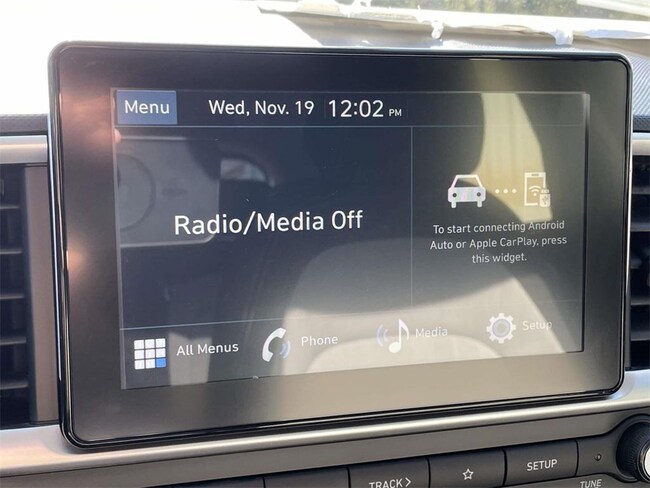 Menu
Wed, Nov. 19 12:02 PM
Radio/Media Off
To start connecting Android
Auto or Apple CarPlay, press
this widget.
All Menus
Phone
Media
Setup
TRACK >
☆
SETUP
TUNE